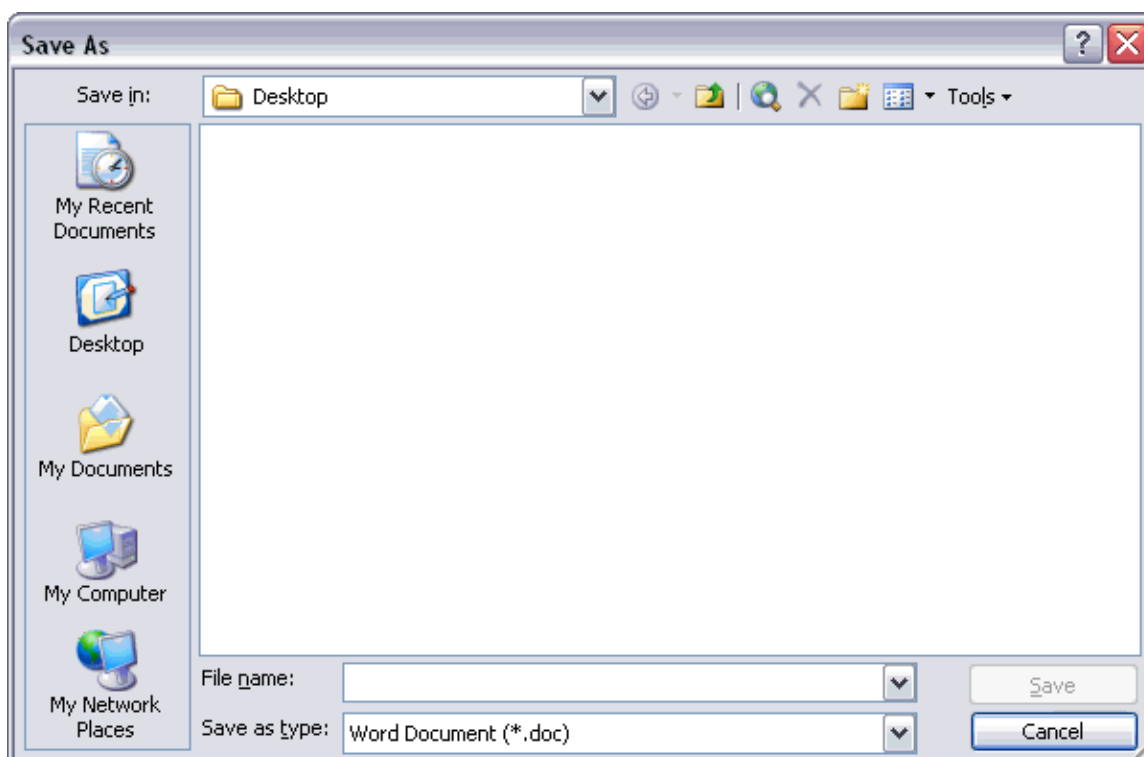 Save As
Save in:
Desktop
Tools
My Recent
Documents
Desktop
My Documents
My Computer
My Network
Places
File name:
Save
Save as type:
Word Document (*.doc)
Cancel